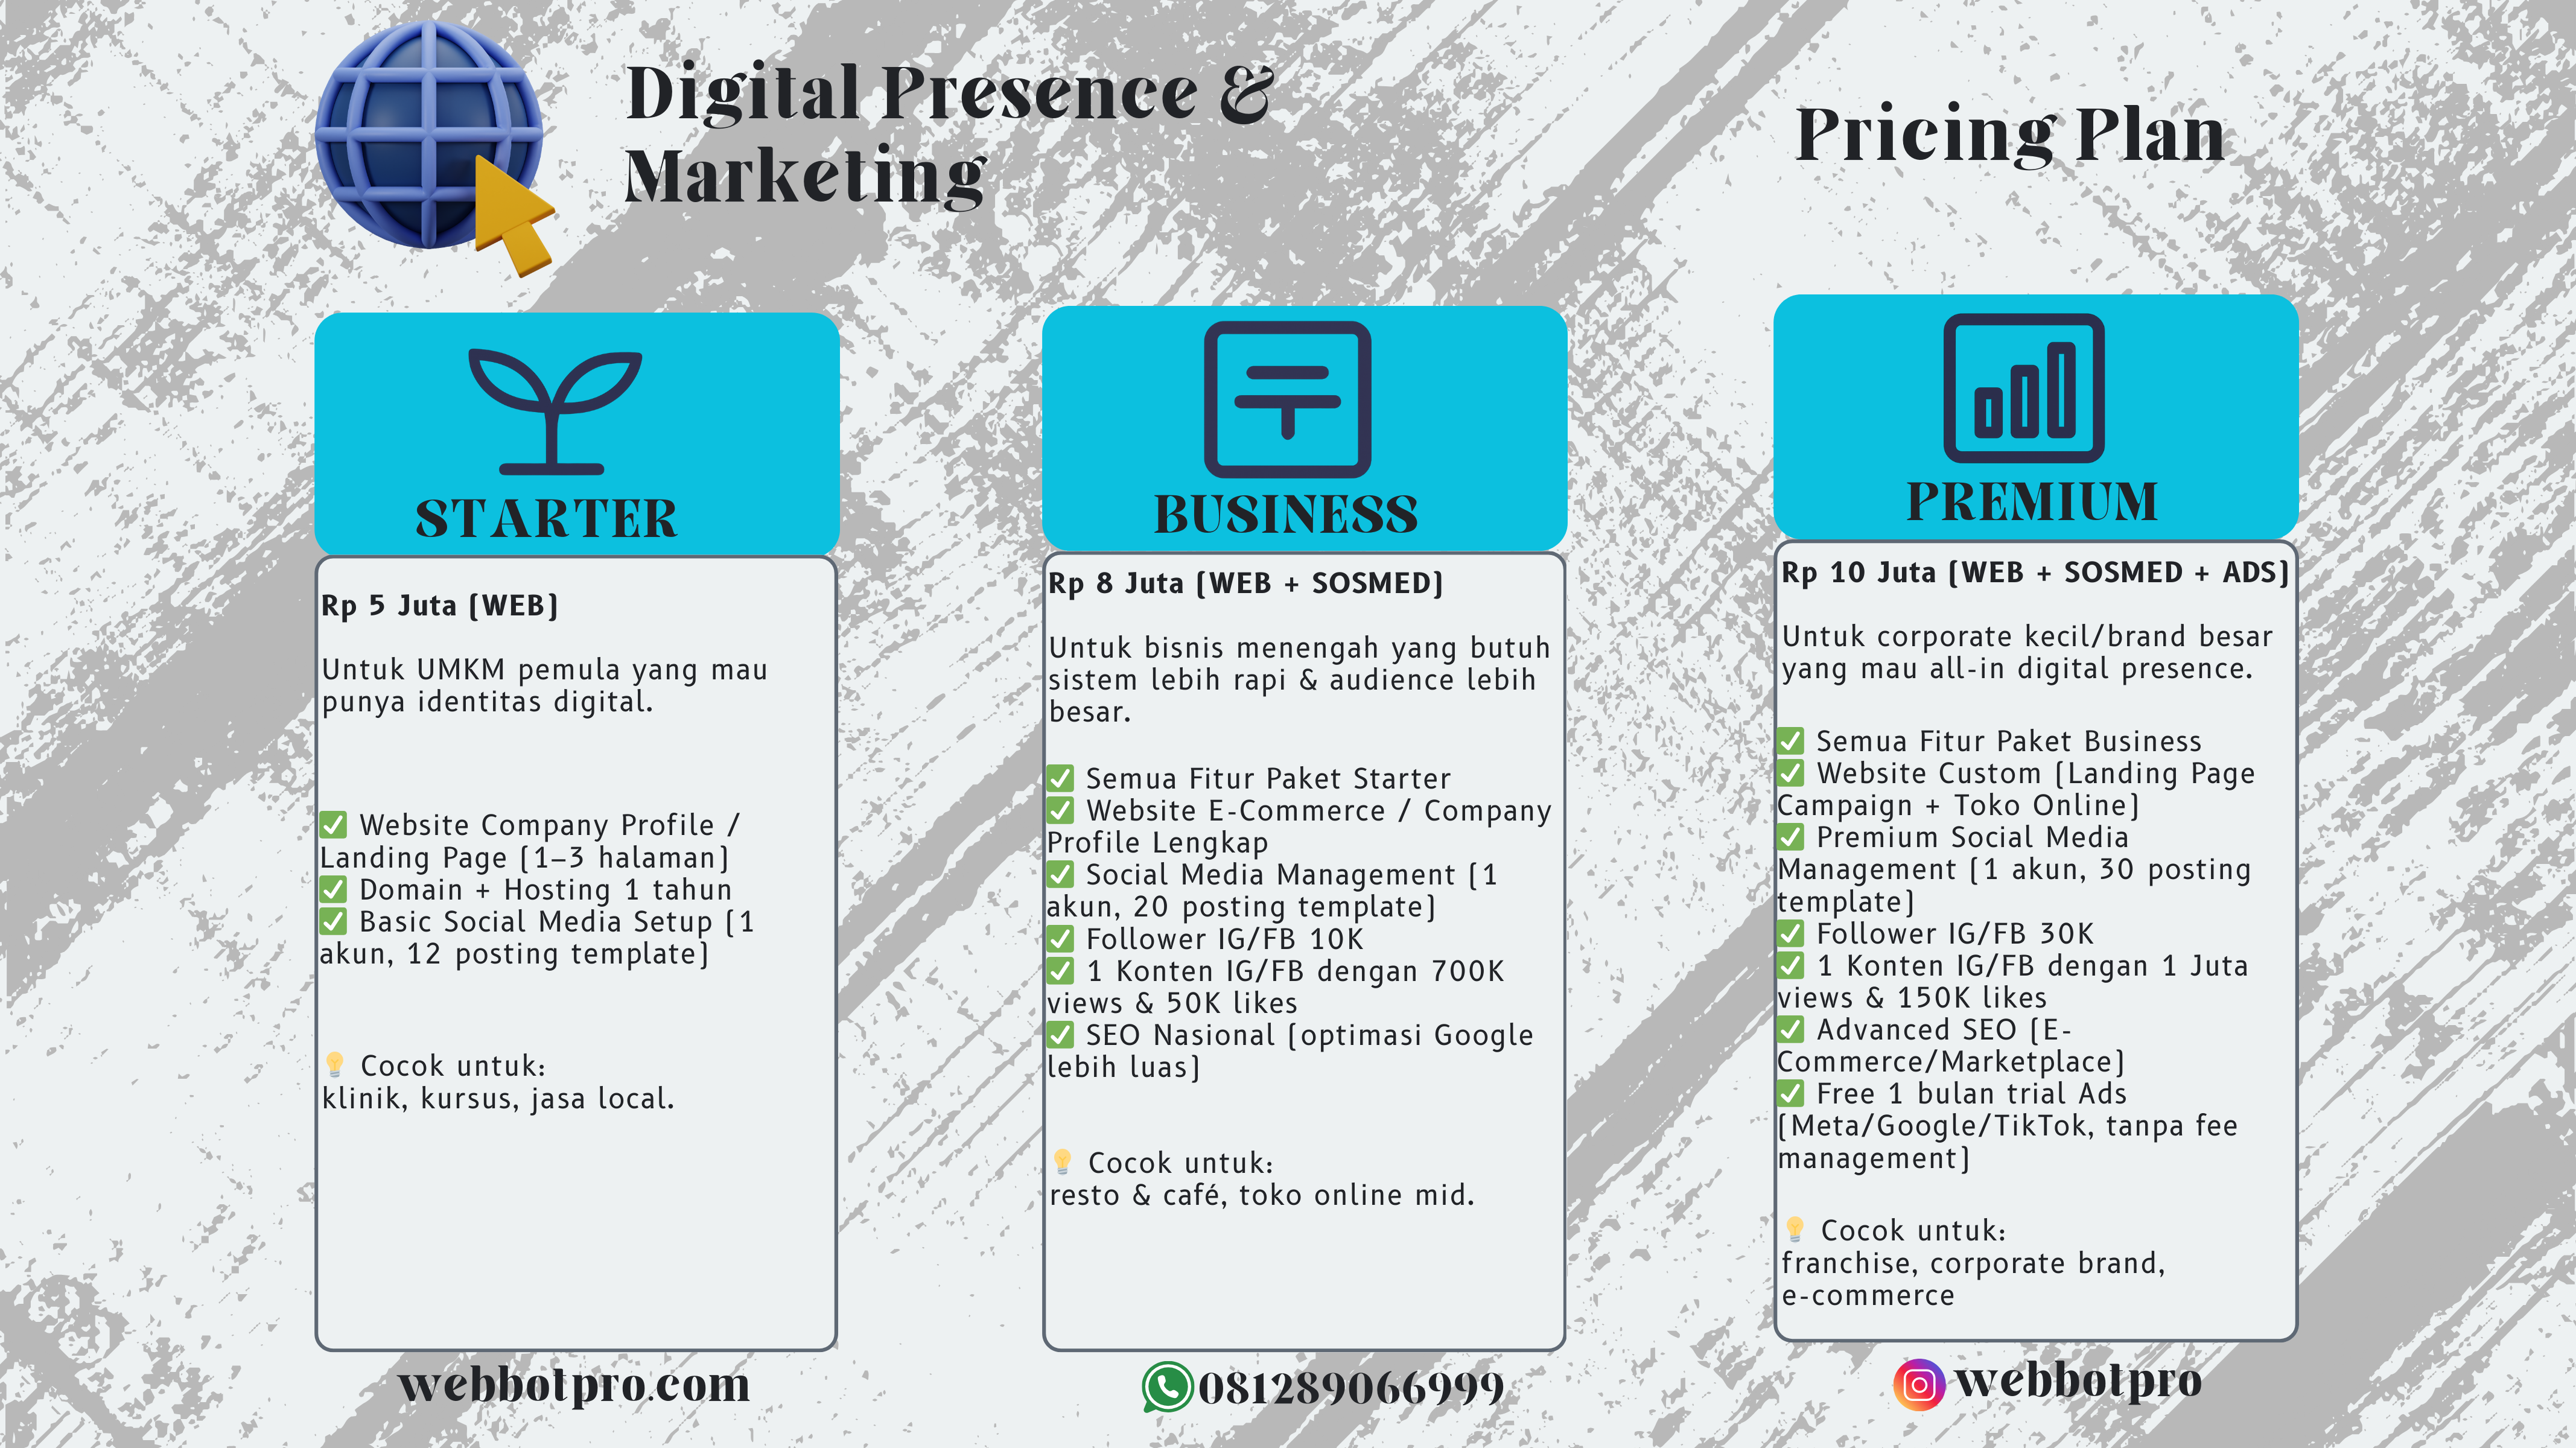 Digital Presence &
Marketing
Pricing Plan
STARTER
Rp 5 Juta (WEB)
Untuk UMKM pemula yang mau
punya identitas digital.
✅ Website Company Profile /
Landing Page (1–3 halaman)
✅ Domain + Hosting 1 tahun
✅ Basic Social Media Setup (1
akun, 12 posting template)
💡 Cocok untuk:
klinik, kursus, jasa local.
BUSINESS
Rp 8 Juta (WEB + SOSMED)
Untuk bisnis menengah yang butuh
sistem lebih rapi & audience lebih
besar.
✅ Semua Fitur Paket Starter
✅ Website E-Commerce / Company
Profile Lengkap
✅ Social Media Management (1
akun, 20 posting template)
✅ Follower IG/FB 10K
✅ 1 Konten IG/FB dengan 700K
views & 50K likes
✅ SEO Nasional (optimasi Google
lebih luas)
💡 Cocok untuk:
resto & café, toko online mid.
PREMIUM
Rp 10 Juta (WEB + SOSMED + ADS)
Untuk corporate kecil/brand besar
yang mau all-in digital presence.
✅ Semua Fitur Paket Business
✅ Website Custom (Landing Page
Campaign + Toko Online)
✅ Premium Social Media
Management (1 akun, 30 posting
template)
✅ Follower IG/FB 30K
✅ 1 Konten IG/FB dengan 1 Juta
views & 150K likes
✅ Advanced SEO (E-
Commerce/Marketplace)
✅ Free 1 bulan trial Ads
(Meta/Google/TikTok, tanpa fee
management)
💡 Cocok untuk:
franchise, corporate brand,
e-commerce
webbotpro.com
081289066999
webbotpro